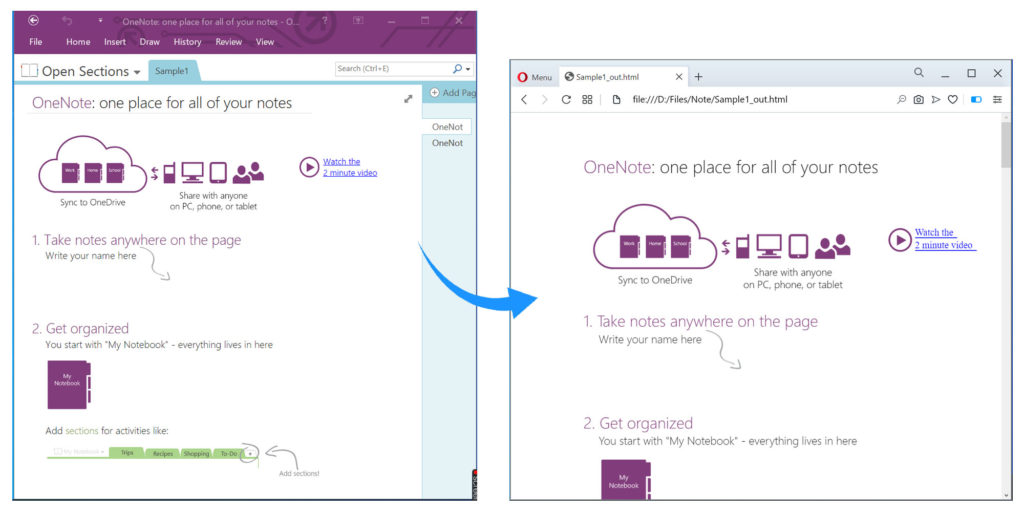 OneNote: one place for all of your notes - O...
File Home Insert Draw History Review View
Open Sections
Sample1
Search (Ctrl+E)
OneNote: one place for all of your notes
Add Pag
OneNot
OneNot
Work Home School
Sync to OneDrive
Share with anyone
on PC, phone, or tablet
Watch the
2 minute video
1. Take notes anywhere on the page
Write your name here
2. Get organized
You start with "My Notebook" - everything lives in here
My
Notebook
Add sections for activities like:
My Notebook Trips Recipes Shopping To-Do +
Add sections!
Menu Sample1_out.html
file:///D:/Files/Note/Sample1_out.html
OneNote: one place for all of your notes
Work Home School
Sync to OneDrive
Share with anyone
on PC, phone, or tablet
Watch the
2 minute video
1. Take notes anywhere on the page
Write your name here
2. Get organized
You start with "My Notebook" - everything lives in here
My
Notebook